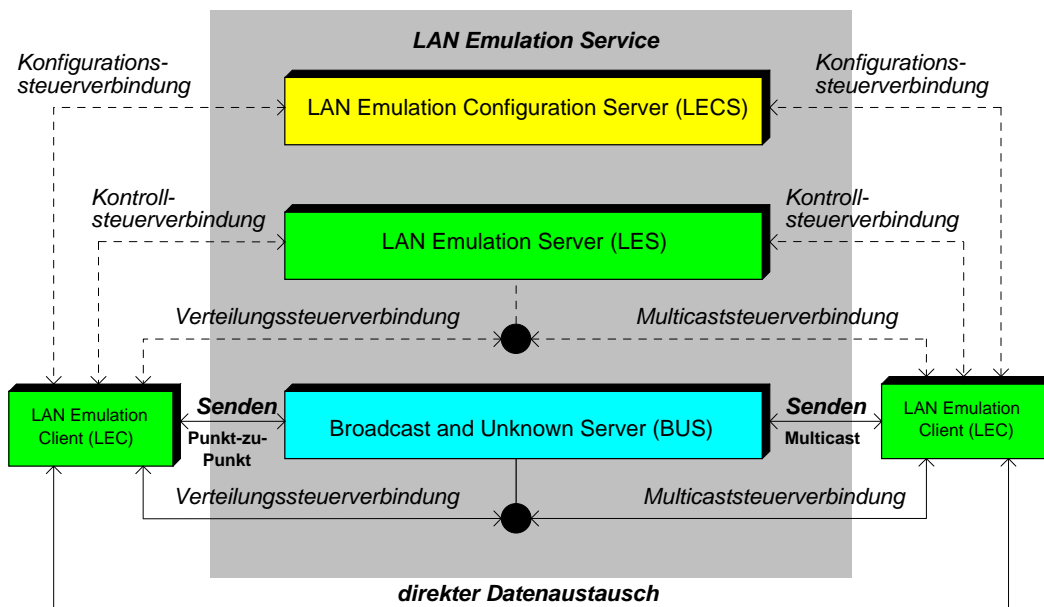 LAN Emulation Service
Konfigurations-
steuerverbindung
Konfigurations-
steuerverbindung
LAN Emulation Configuration Server (LECS)
Kontroll-
steuerverbindung
Kontroll-
steuerverbindung
LAN Emulation Server (LES)
Verteilungssteuerverbindung
Multicaststeuerverbindung
LAN Emulation
Client (LEC)
Senden
Punkt-zu-
Punkt
Broadcast and Unknown Server (BUS)
Senden
Multicast
LAN Emulation
Client (LEC)
Verteilungssteuerverbindung
Multicaststeuerverbindung
direkter Datenaustausch